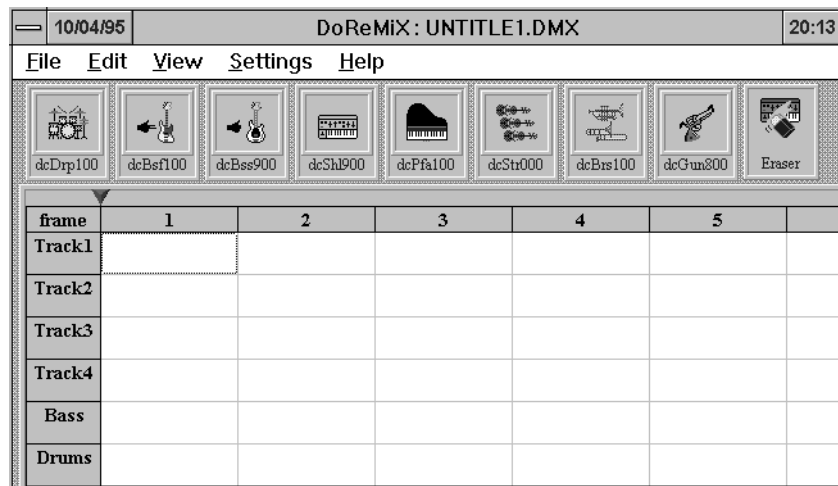 10/04/95 DoReMiX: UNTITLE1.DMX 20:13
File Edit View Settings Help
dcDrp100 dcBsf100 dcBss900 dcShl900 dcPfa100 dcStr000 dcBrs100 dcGun800 Eraser
frame 1 2 3 4 5
Track1
Track2
Track3
Track4
Bass
Drums